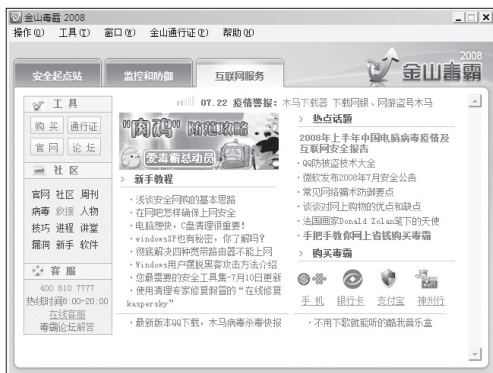 金山毒霸 2008
操作(O) 工具(T) 窗口(W) 金山通行证(P) 帮助(H)
安全起点站 监控和防御 互联网服务
2008
金山毒霸
07.22 疫情警报：木马下载器 下载网银、网游盗号木马
工具
购买 通行证
官网 论坛
社区
官网 社区 周刊
病毒 救援 人物
技巧 进程 讲堂
漏洞 新手 软件
客服
400 610 7777
热线时间8:00-20:00
在线客服
毒霸论坛解答
"肉鸡"防范攻略
爱毒霸总动员
> 新手教程
·浅谈安全网购的基本思路
·在网吧怎样确保上网安全
·电脑想快，C盘清理很重要！
·windowsXP也有秘密，你了解吗？
·彻底解决四种宽带路由器不能上网
·Windows用户摆脱黑客攻击方法介绍
·您最需要的安全工具集-7月10日更新
·使用清理专家修复假冒的“在线修复
kaspersky”
·最新版本QQ下载，木马病毒杀毒快报
> 热点话题
2008年上半年中国电脑病毒疫情及
互联网安全报告
·QQ防被盗技术大全
·微软发布2008年7月安全公告
·常见网络骗术防御要点
·谈谈对网上购物的优点和缺点
·法国画家Donald Zolan笔下的天使
·手把手教你网上省钱购买毒霸
> 购买毒霸
手机 银行卡 支付宝 神州行
·不用下歌就能听的酷我音乐盒